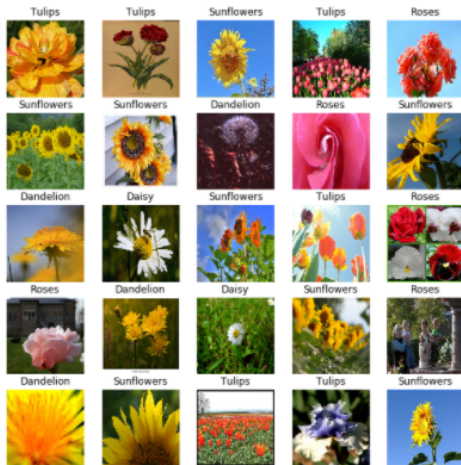 Tulips Tulips Sunflowers Tulips Roses
Sunflowers Sunflowers Dandelion Roses Sunflowers
Dandelion Daisy Sunflowers Tulips Roses
Roses Dandelion Daisy Sunflowers Roses
Dandelion Sunflowers Tulips Tulips Sunflowers